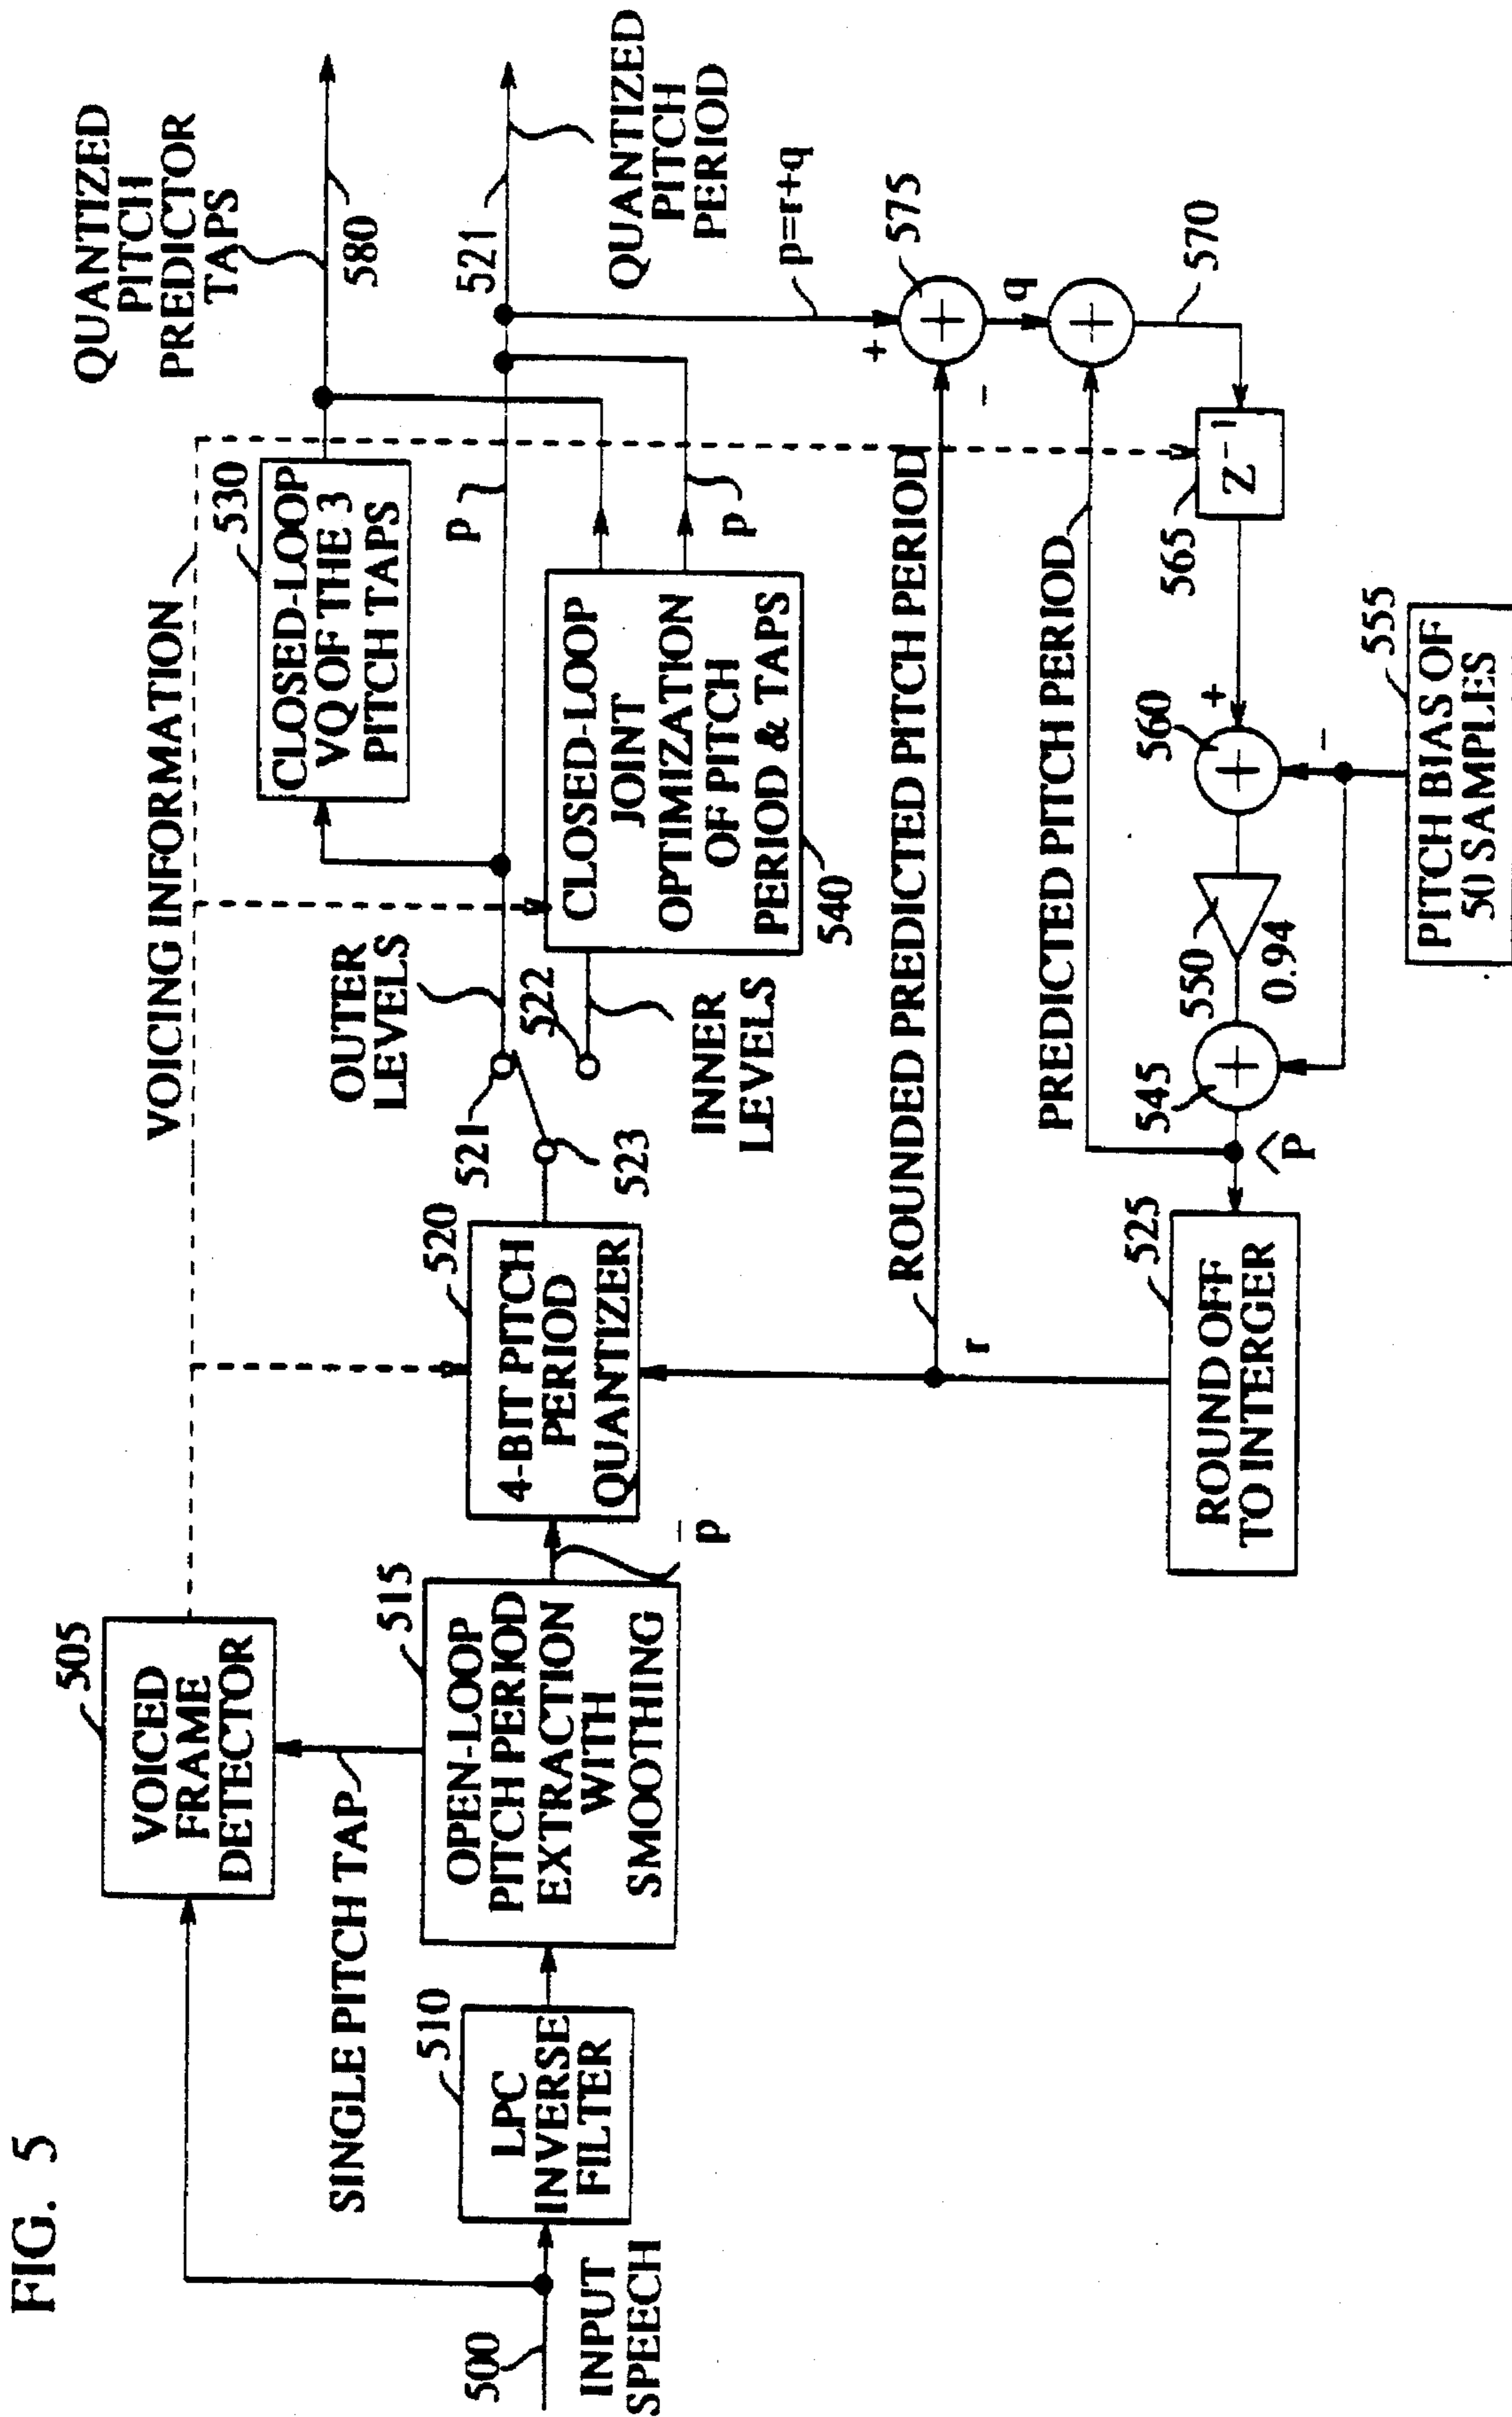 FIG. 5
500
INPUT
SPEECH
510
LPC
INVERSE
FILTER
SINGLE PITCH TAP
505
VOICED
FRAME
DETECTOR
515
OPEN-LOOP
PITCH PERIOD
EXTRACTION
WITH
SMOOTHING
p̄
520
4-BIT PITCH
PERIOD
QUANTIZER
VOICING INFORMATION
521
523
522
OUTER
LEVELS
INNER
LEVELS
530
CLOSED-LOOP
VQ OF THE 3
PITCH TAPS
P
CLOSED-LOOP
JOINT
OPTIMIZATION
OF PITCH
PERIOD & TAPS
540
p
QUANTIZED
PITCH
PREDICTOR
TAPS
580
521
QUANTIZED
PITCH
PERIOD
p=r+q
+
575
+
−
q
+
570
ROUNDED PREDICTED PITCH PERIOD
r
PREDICTED PITCH PERIOD
525
ROUND OFF
TO INTERGER
P̂
545
+
550
0.94
560
+
+
−
565
Z⁻¹
555
PITCH BIAS OF
50 SAMPLES